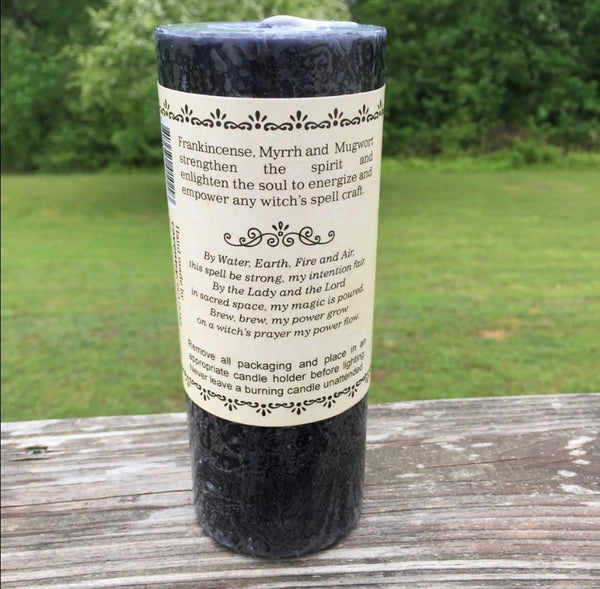 Frankincense, Myrrh and Mugwort
strengthen the spirit and
enlighten the soul to energize and
empower any witch's spell craft.
By Water, Earth, Fire and Air,
this spell be strong, my intention fair.
By the Lady and the Lord
in sacred space, my magic is poured.
Brew, brew, my power grow
on a witch's prayer my power flow.
Remove all packaging and place in an
appropriate candle holder before lighting.
Never leave a burning candle unattended.
Hand made by